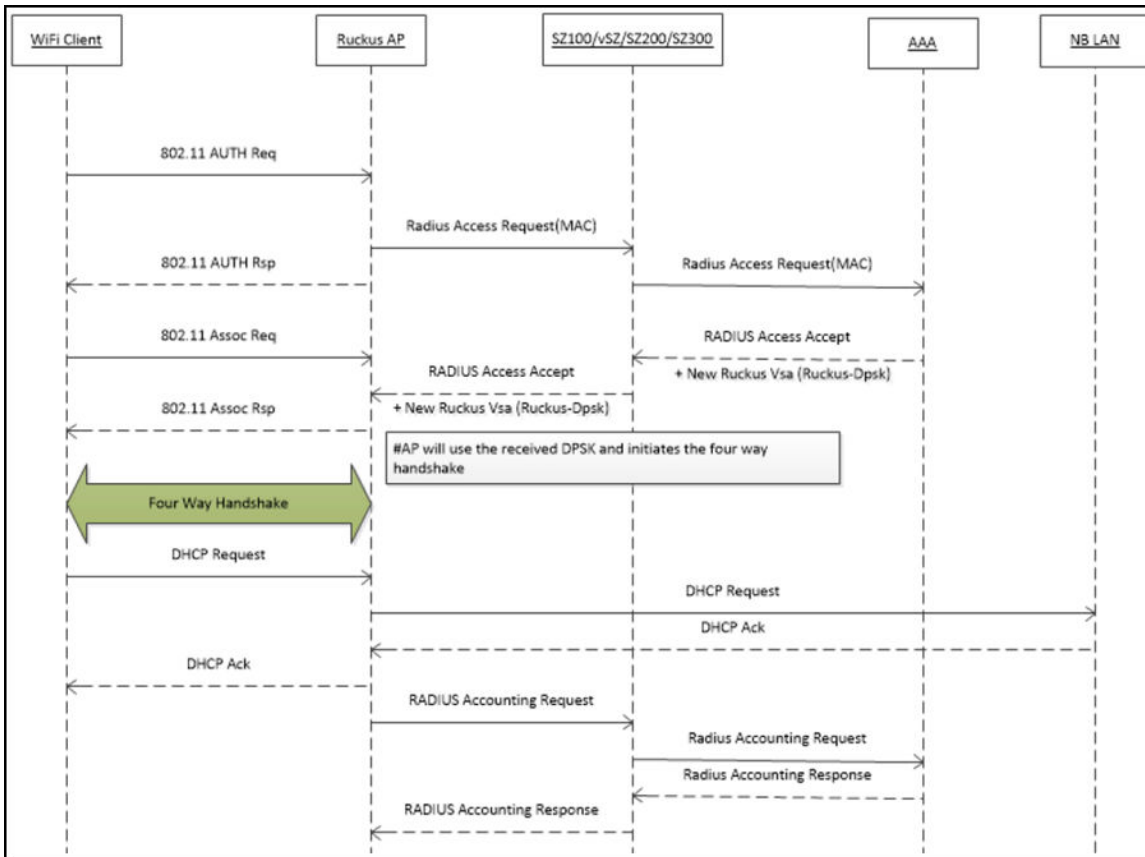 WiFi Client
Ruckus AP
SZ100/vSZ/SZ200/SZ300
AAA
NB LAN
802.11 AUTH Req
Radius Access Request(MAC)
802.11 AUTH Rsp
Radius Access Request(MAC)
802.11 Assoc Req
RADIUS Access Accept
+ New Ruckus Vsa (Ruckus-Dpsk)
RADIUS Access Accept
+ New Ruckus Vsa (Ruckus-Dpsk)
802.11 Assoc Rsp
#AP will use the received DPSK and initiates the four way
handshake
Four Way Handshake
DHCP Request
DHCP Request
DHCP Ack
DHCP Ack
RADIUS Accounting Request
Radius Accounting Request
Radius Accounting Response
RADIUS Accounting Response